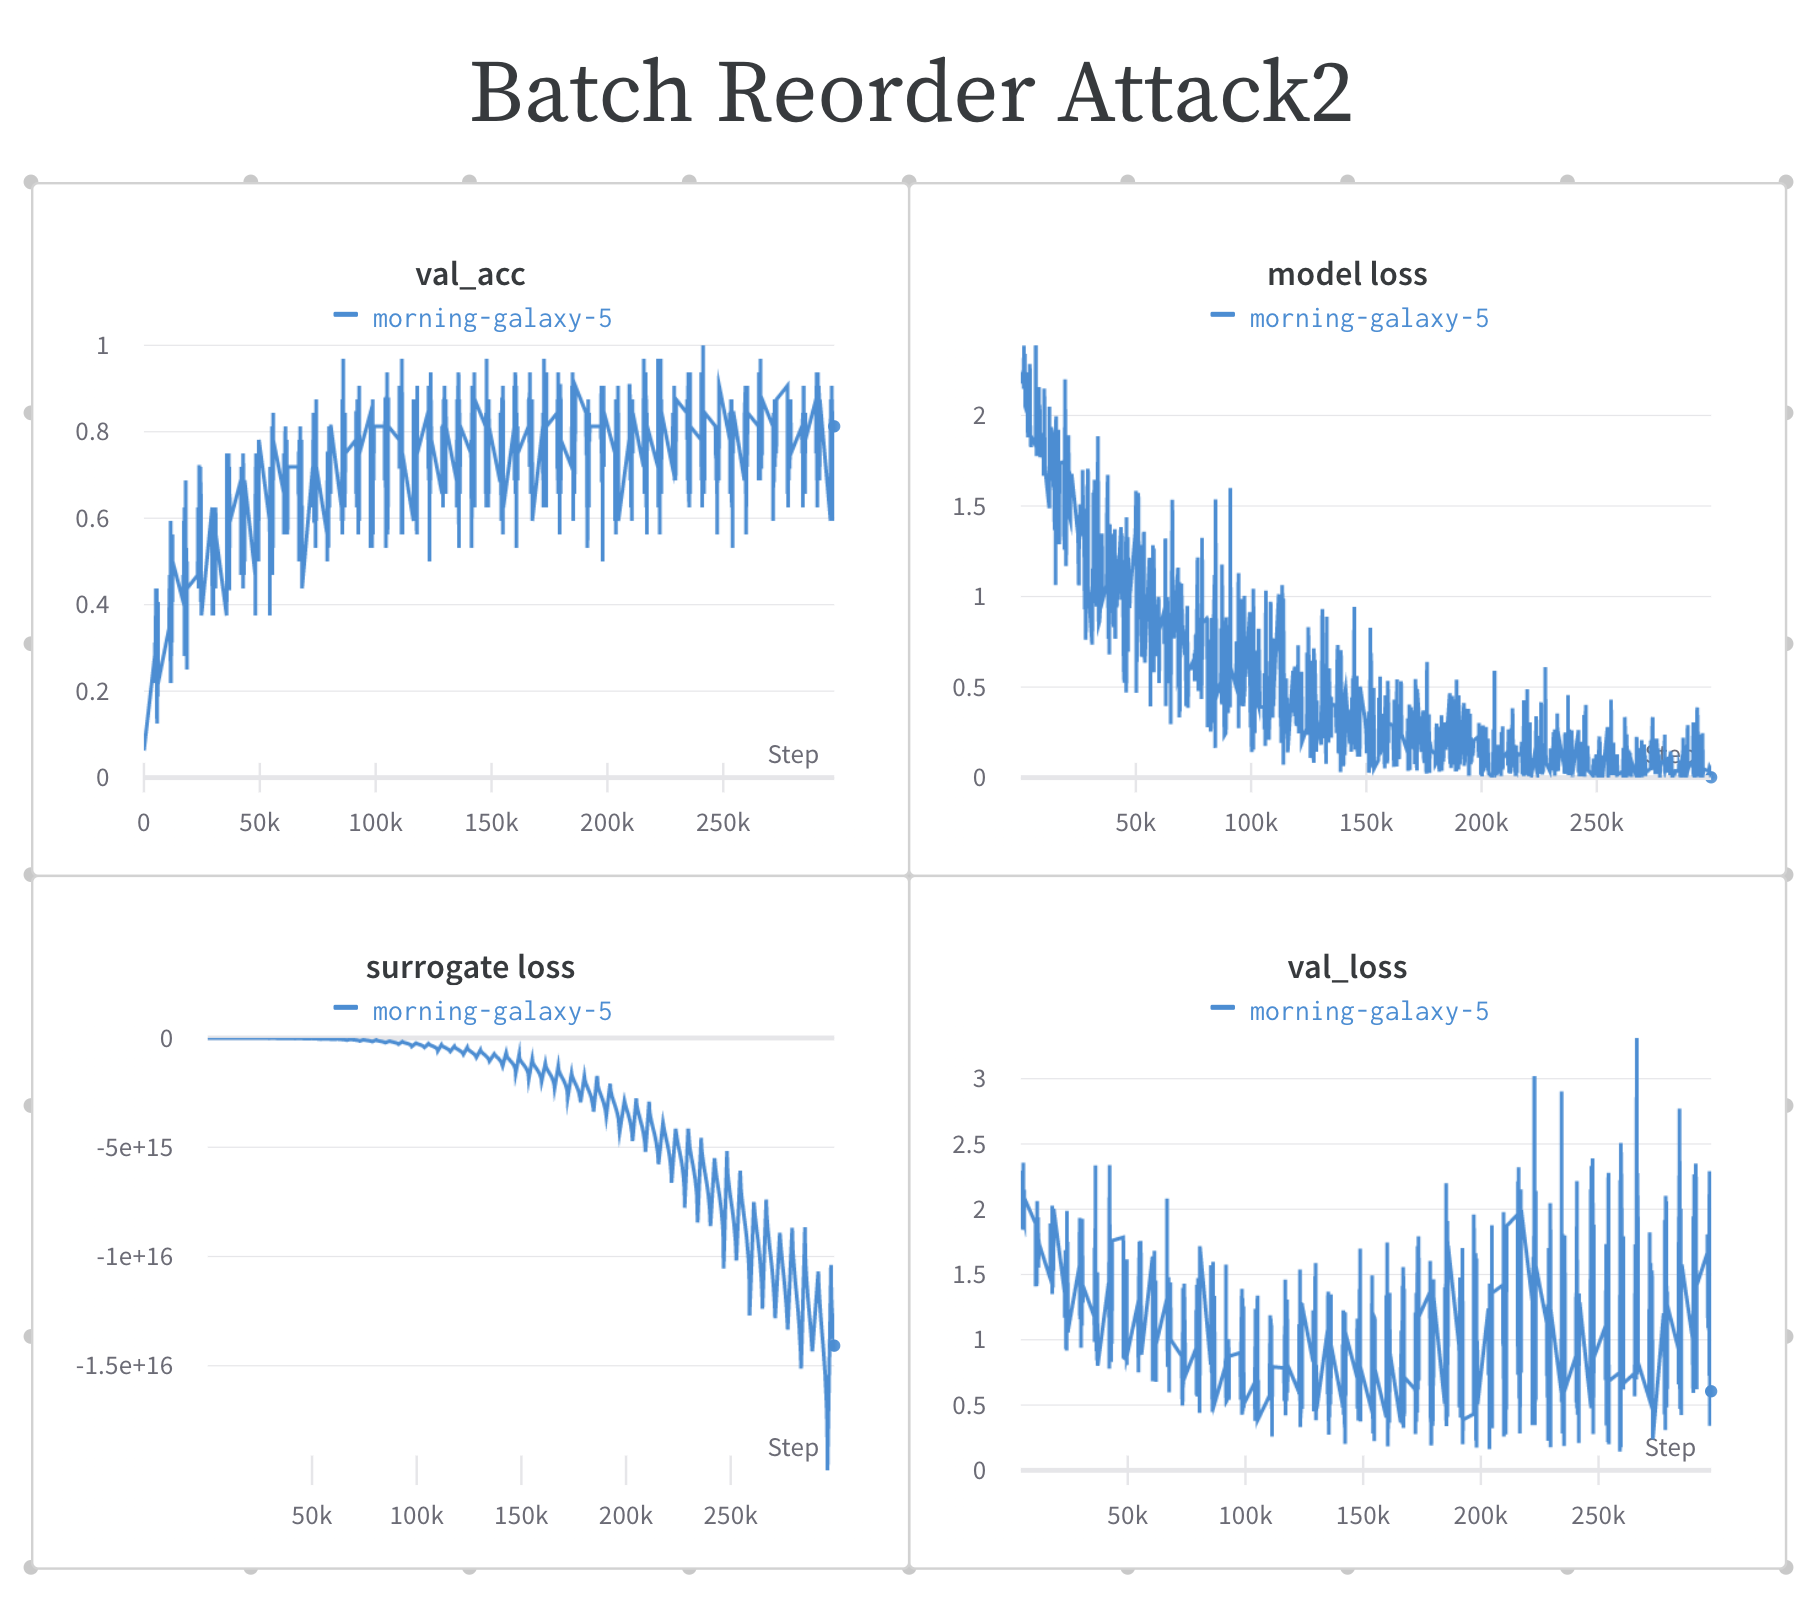 Batch Reorder Attack2
val_acc
morning-galaxy-5
1
0.8
0.6
0.4
0.2
0
Step
0 50k 100k 150k 200k 250k
model loss
morning-galaxy-5
2
1.5
1
0.5
0
Step
50k 100k 150k 200k 250k
surrogate loss
morning-galaxy-5
0
-5e+15
-1e+16
-1.5e+16
Step
50k 100k 150k 200k 250k
val_loss
morning-galaxy-5
3
2.5
2
1.5
1
0.5
0
Step
50k 100k 150k 200k 250k